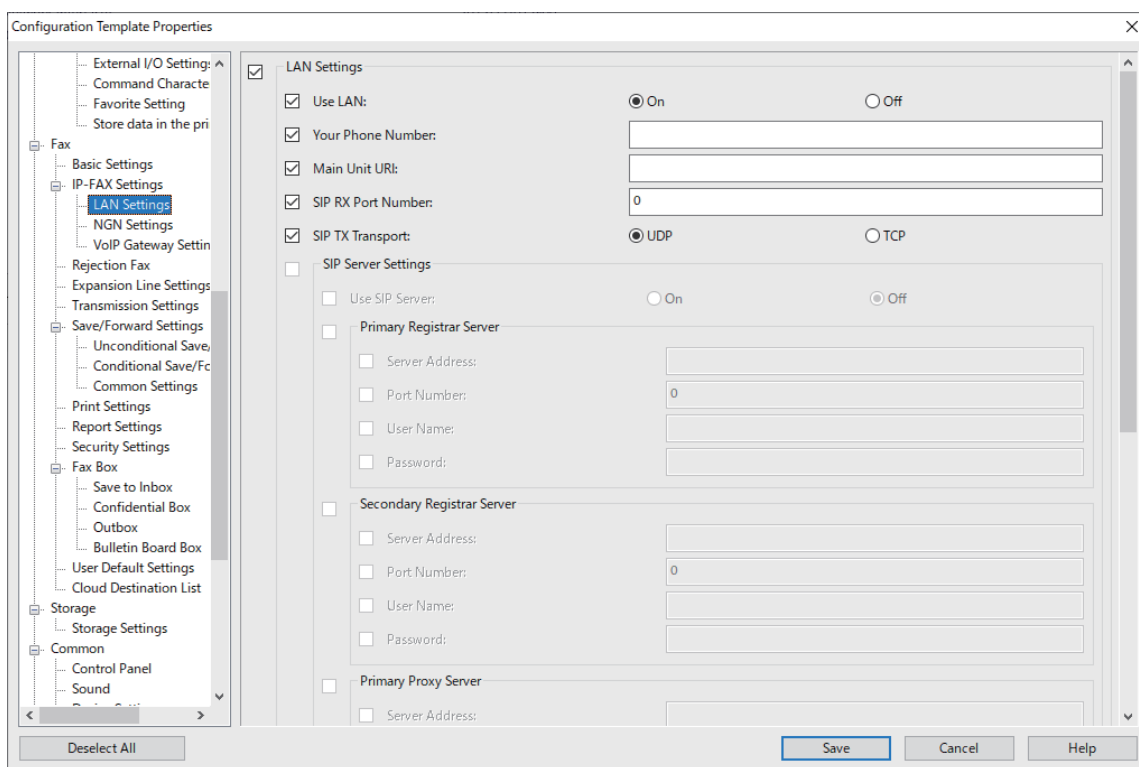 Configuration Template Properties
External I/O Settings
Command Characte
Favorite Setting
Store data in the pri
Fax
Basic Settings
IP-FAX Settings
LAN Settings
NGN Settings
VoIP Gateway Settin
Rejection Fax
Expansion Line Settings
Transmission Settings
Save/Forward Settings
Unconditional Save/
Conditional Save/Fo
Common Settings
Print Settings
Report Settings
Security Settings
Fax Box
Save to Inbox
Confidential Box
Outbox
Bulletin Board Box
User Default Settings
Cloud Destination List
Storage
Storage Settings
Common
Control Panel
Sound
LAN Settings
Use LAN: On Off
Your Phone Number:
Main Unit URI:
SIP RX Port Number: 0
SIP TX Transport: UDP TCP
SIP Server Settings
Use SIP Server: On Off
Primary Registrar Server
Server Address:
Port Number: 0
User Name:
Password:
Secondary Registrar Server
Server Address:
Port Number: 0
User Name:
Password:
Primary Proxy Server
Server Address:
Deselect All Save Cancel Help